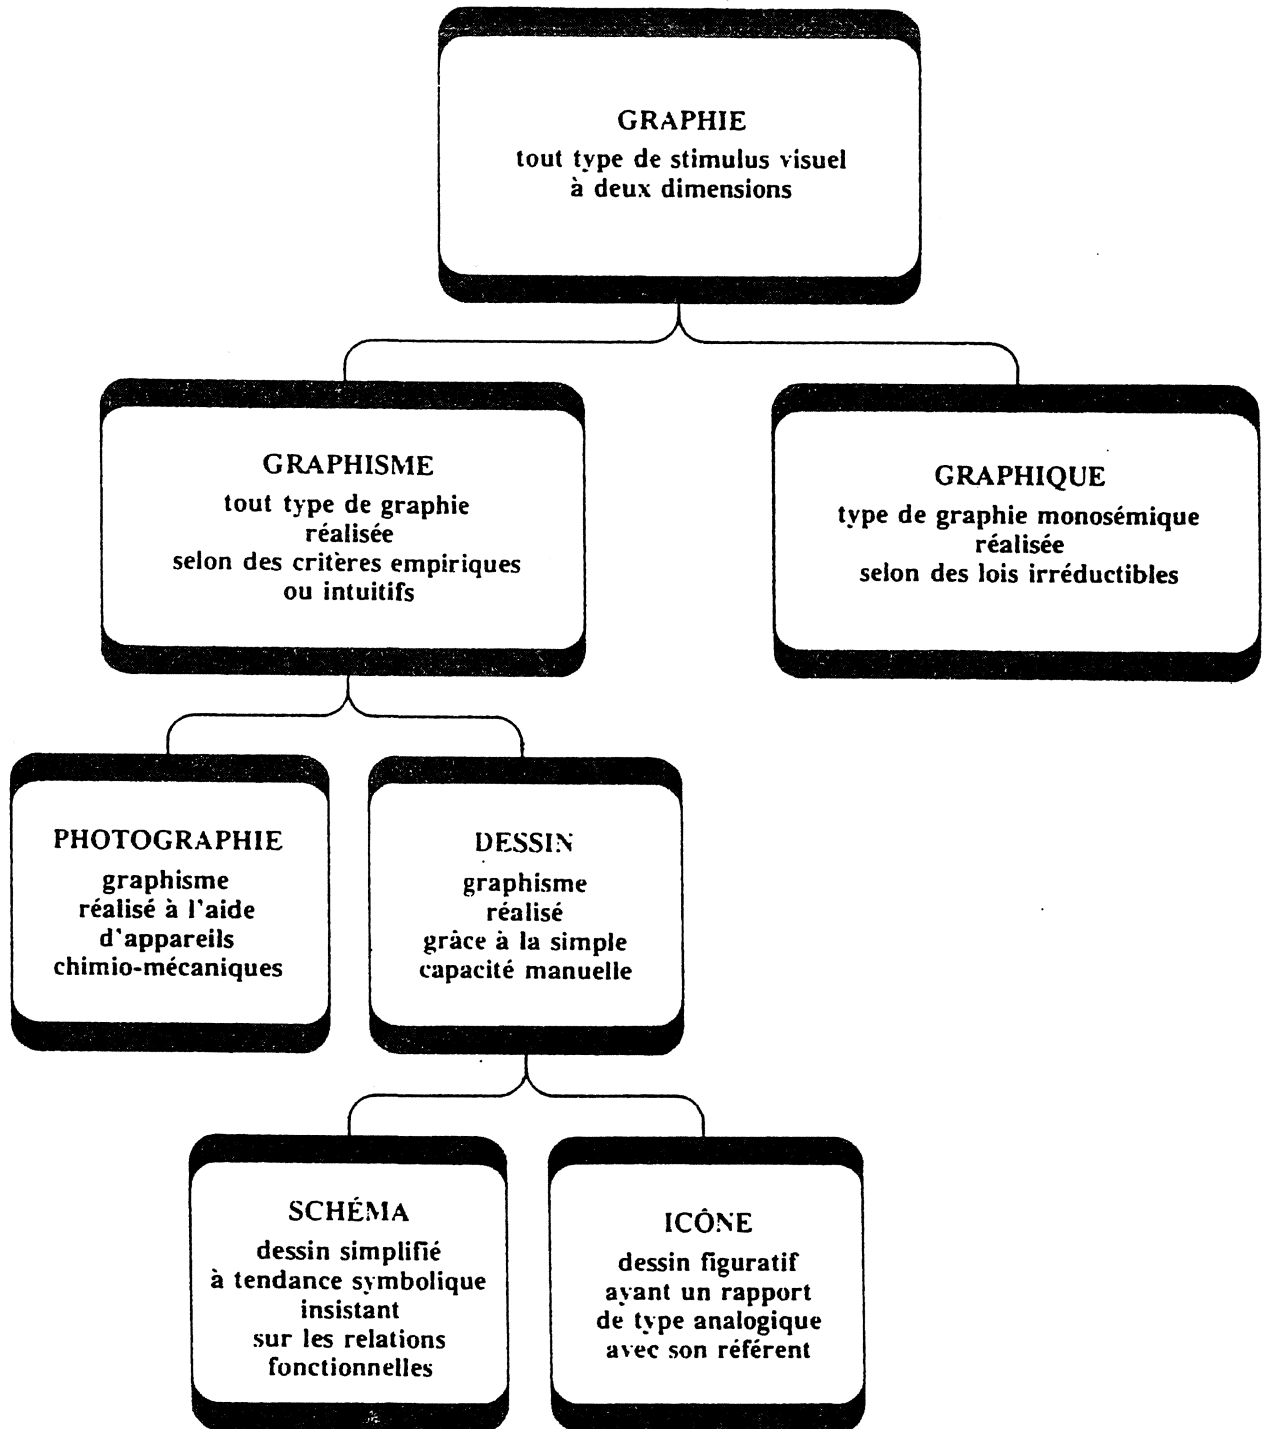 GRAPHIE
tout type de stimulus visuel
à deux dimensions
GRAPHISME
tout type de graphie
réalisée
selon des critères empiriques
ou intuitifs
GRAPHIQUE
type de graphie monosémique
réalisée
selon des lois irréductibles
PHOTOGRAPHIE
graphisme
réalisé à l'aide
d'appareils
chimio-mécaniques
DESSIN
graphisme
réalisé
grâce à la simple
capacité manuelle
SCHÉMA
dessin simplifié
à tendance symbolique
insistant
sur les relations
fonctionnelles
ICÔNE
dessin figuratif
ayant un rapport
de type analogique
avec son référent